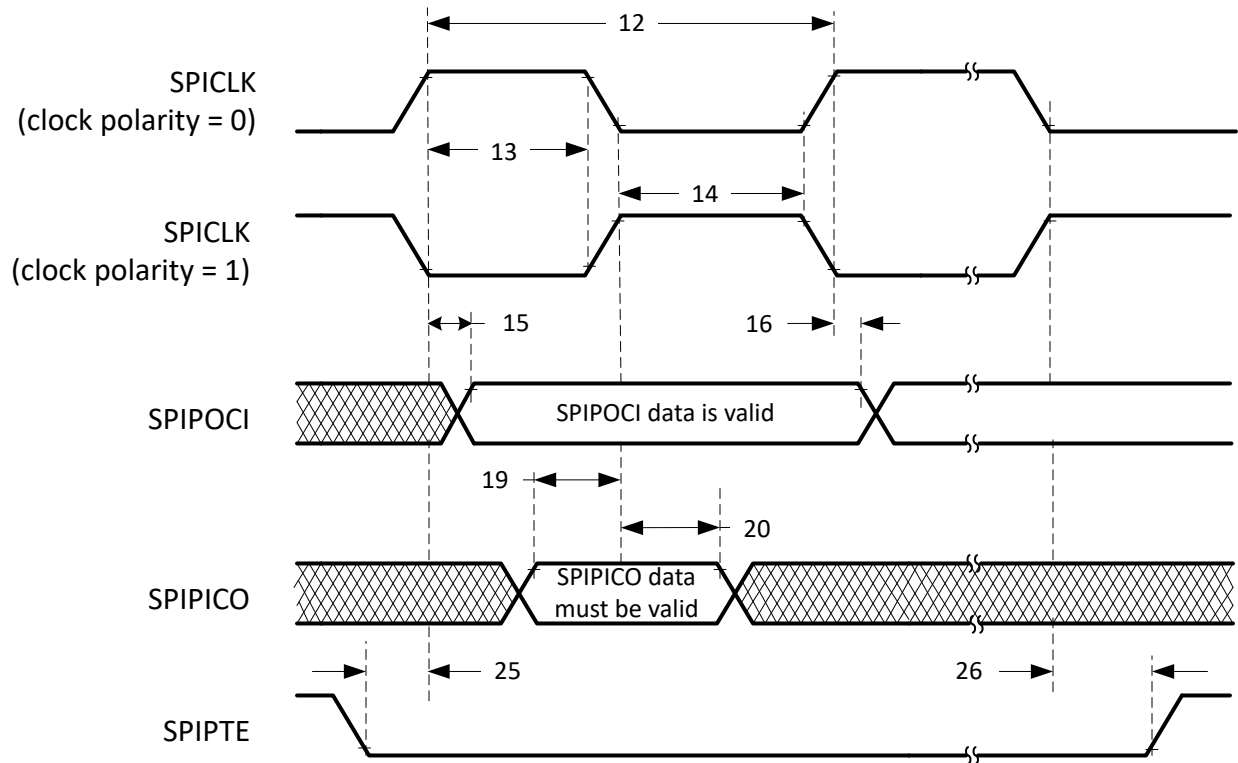 12
SPICLK
(clock polarity = 0)
13
14
SPICLK
(clock polarity = 1)
15
16
SPIPOCI
SPIPOCI data is valid
19
20
SPIPICO
SPIPICO data
must be valid
25
26
SPIPTE